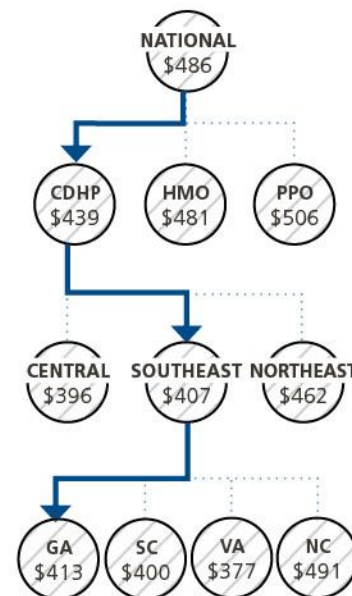 NATIONAL
$486
CDHP
$439
HMO
$481
PPO
$506
CENTRAL
$396
SOUTHEAST
$407
NORTHEAST
$462
GA
$413
SC
$400
VA
$377
NC
$491